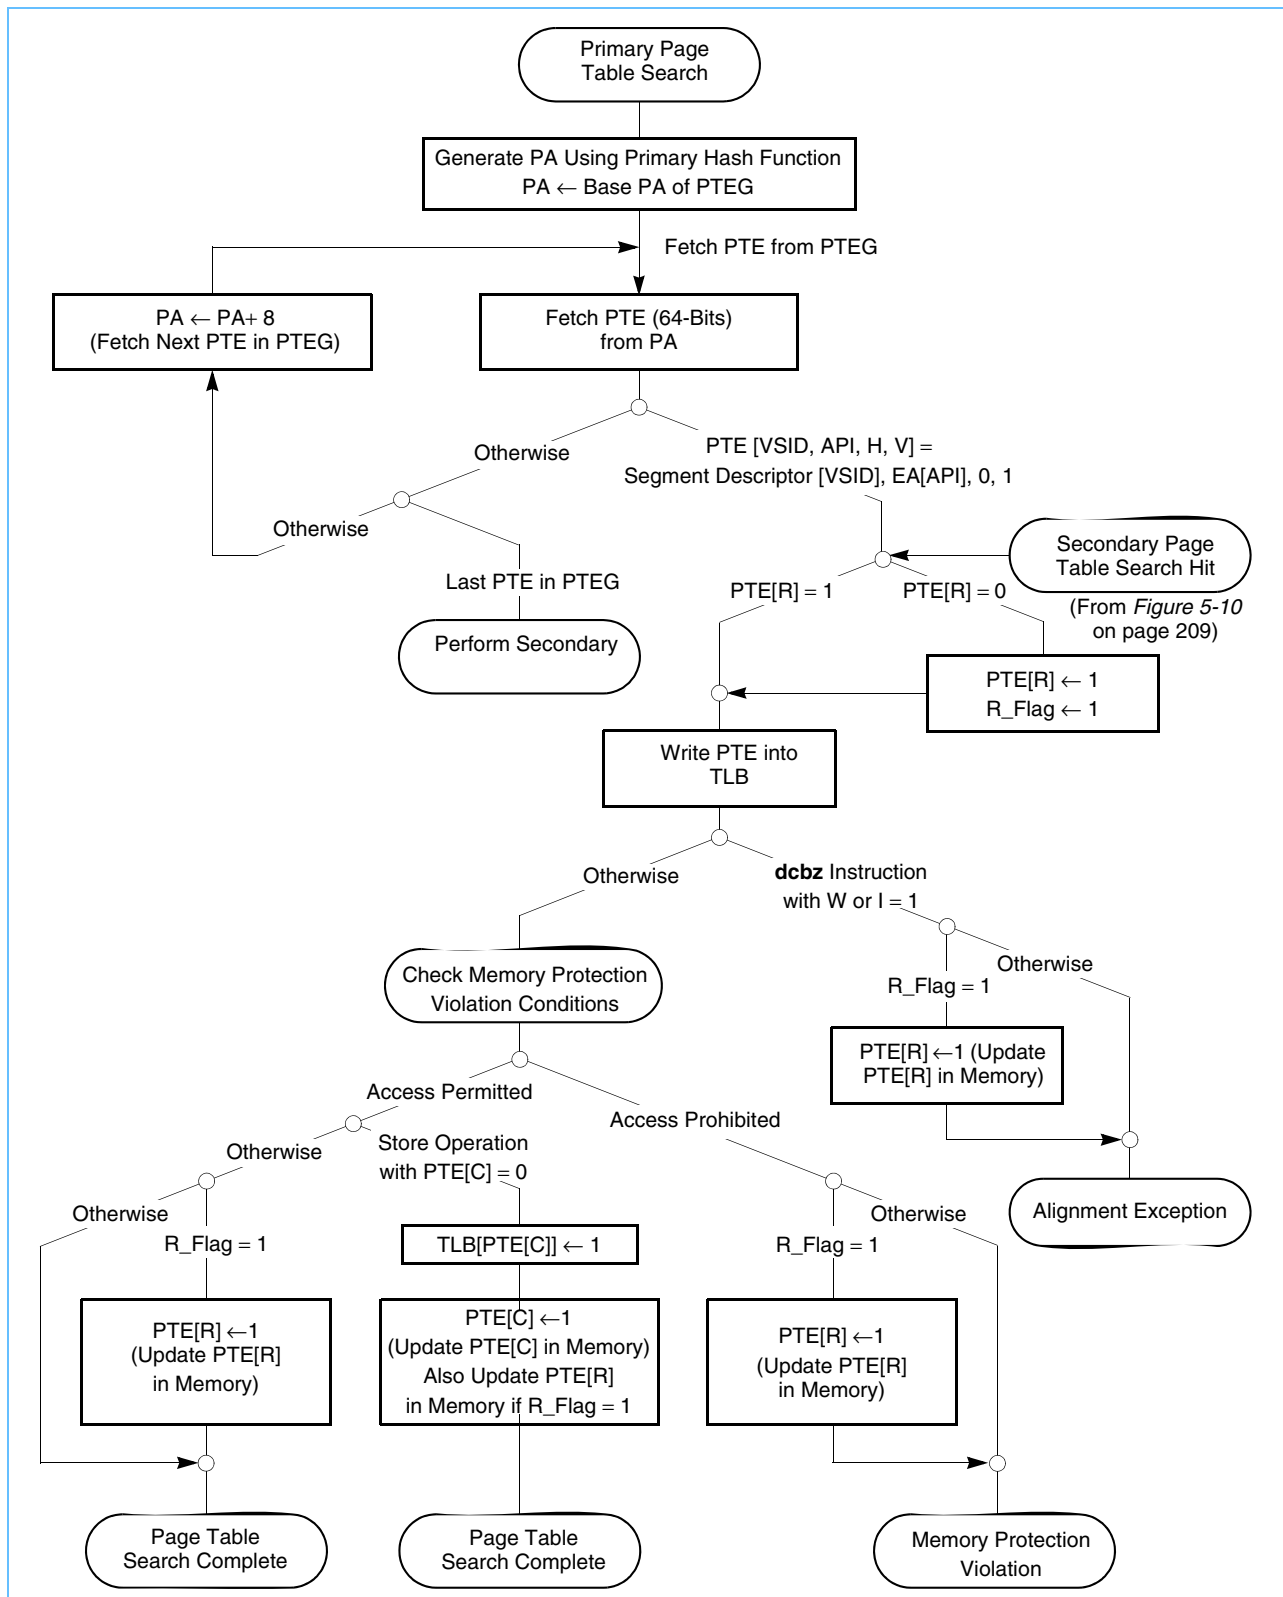 Primary Page
Table Search
Generate PA Using Primary Hash Function
PA ← Base PA of PTEG
Fetch PTE from PTEG
PA ← PA+ 8
(Fetch Next PTE in PTEG)
Fetch PTE (64-Bits)
from PA
Otherwise
PTE [VSID, API, H, V] =
Segment Descriptor [VSID], EA[API], 0, 1
Otherwise
Last PTE in PTEG
Perform Secondary
Secondary Page
Table Search Hit
(From Figure 5-10
on page 209)
PTE[R] = 1
PTE[R] = 0
PTE[R] ← 1
R_Flag ← 1
Write PTE into
TLB
Otherwise
dcbz Instruction
with W or I = 1
Check Memory Protection
Violation Conditions
R_Flag = 1
Otherwise
PTE[R] ←1 (Update
PTE[R] in Memory)
Alignment Exception
Access Permitted
Access Prohibited
Otherwise
Store Operation
with PTE[C] = 0
Otherwise
R_Flag = 1
TLB[PTE[C]] ← 1
R_Flag = 1
Otherwise
PTE[R] ←1
(Update PTE[R]
in Memory)
PTE[C] ←1
(Update PTE[C] in Memory)
Also Update PTE[R]
in Memory if R_Flag = 1
PTE[R] ←1
(Update PTE[R]
in Memory)
Page Table
Search Complete
Page Table
Search Complete
Memory Protection
Violation